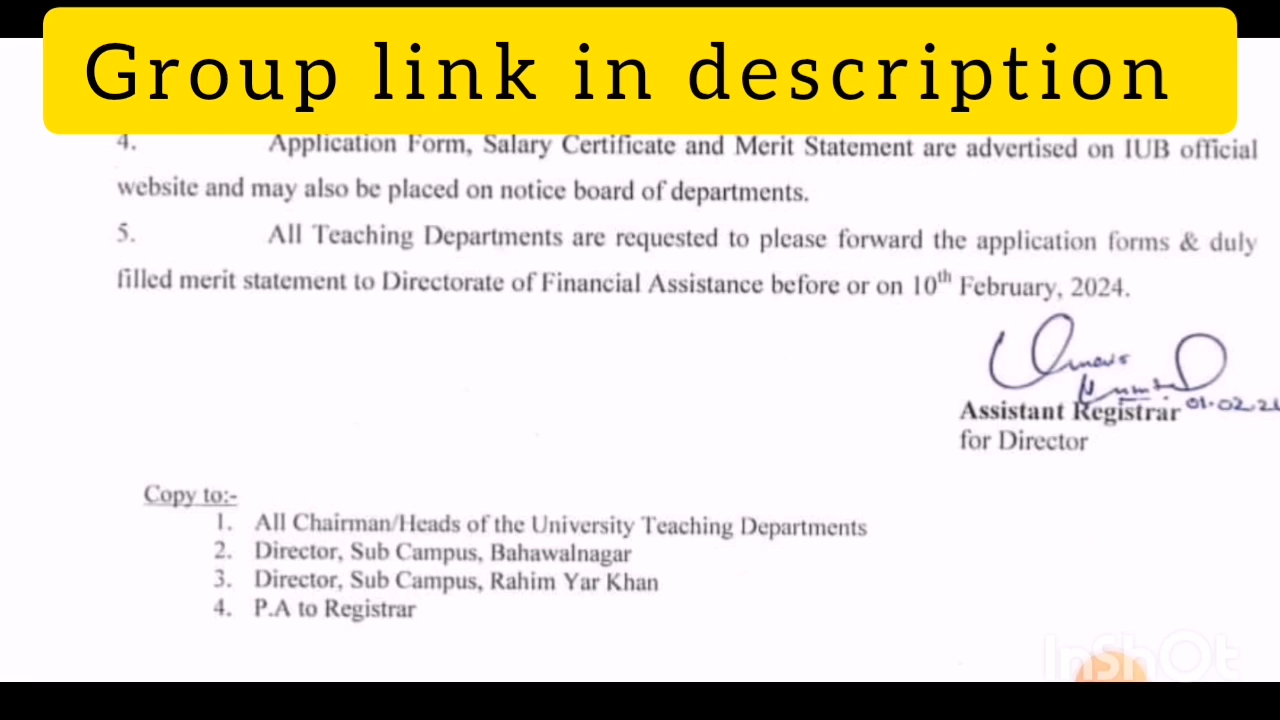 Group link in description
4. Application Form, Salary Certificate and Merit Statement are advertised on IUB official
website and may also be placed on notice board of departments.
5. All Teaching Departments are requested to please forward the application forms & duly
filled merit statement to Directorate of Financial Assistance before or on 10th February, 2024.
01.02.2
Assistant Registrar
for Director
Copy to:-
1. All Chairman/Heads of the University Teaching Departments
2. Director, Sub Campus, Bahawalnagar
3. Director, Sub Campus, Rahim Yar Khan
4. P.A to Registrar
InShOt